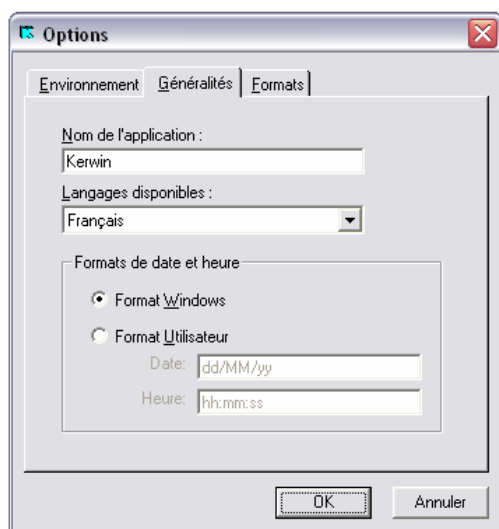 Options
Environnement Généralités Formats
Nom de l'application :
Kerwin
Langages disponibles :
Français
Formats de date et heure
Format Windows
Format Utilisateur
Date: dd/MM/yy
Heure: hh:mm:ss
OK Annuler